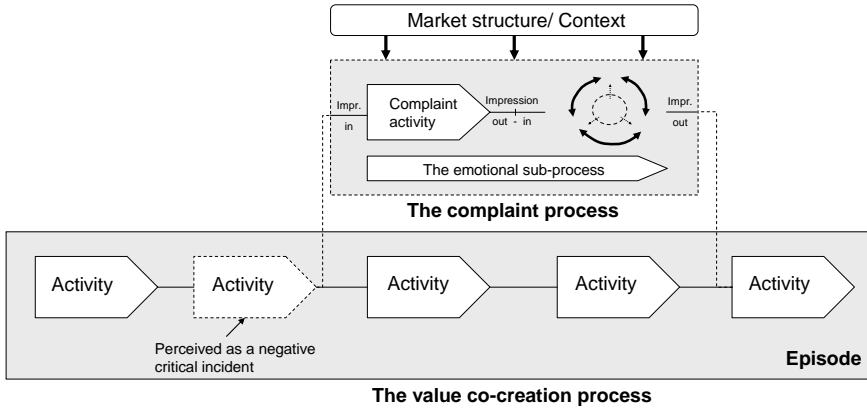 Market structure/ Context
Impr.
in
Complaint
activity
Impression
out - in
Impr.
out
The emotional sub-process
The complaint process
Activity
Activity
Activity
Activity
Activity
Perceived as a negative
critical incident
Episode
The value co-creation process